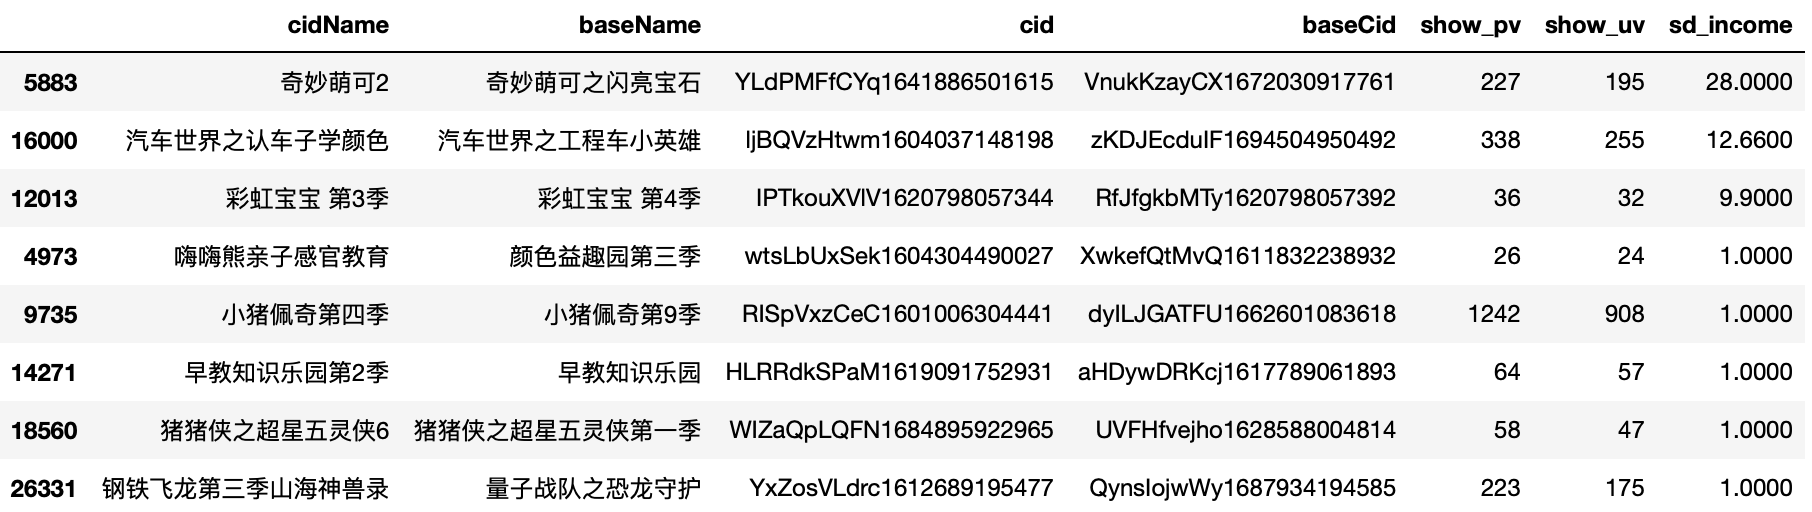 cidName baseName cid baseCid show_pv show_uv sd_income
5883 奇妙萌可2 奇妙萌可之闪亮宝石 YLdPMFfCYq1641886501615 VnukKzayCX1672030917761 227 195 28.0000
16000 汽车世界之认车子学颜色 汽车世界之工程车小英雄 ljBQVzHtwm1604037148198 zKDJEcduIF1694504950492 338 255 12.6600
12013 彩虹宝宝 第3季 彩虹宝宝 第4季 IPTkouXVlV1620798057344 RfJfgkbMTy1620798057392 36 32 9.9000
4973 嗨嗨熊亲子感官教育 颜色益趣园第三季 wtsLbUxSek1604304490027 XwkefQtMvQ1611832238932 26 24 1.0000
9735 小猪佩奇第四季 小猪佩奇第9季 RISpVxzCeC1601006304441 dyILJGATFU1662601083618 1242 908 1.0000
14271 早教知识乐园第2季 早教知识乐园 HLRRdkSPaM1619091752931 aHDywDRKcj1617789061893 64 57 1.0000
18560 猪猪侠之超星五灵侠6 猪猪侠之超星五灵侠第一季 WIZaQpLQFN1684895922965 UVFHfvejho1628588004814 58 47 1.0000
26331 钢铁飞龙第三季山海神兽录 量子战队之恐龙守护 YxZosVLdrc1612689195477 QynsIojwWy1687934194585 223 175 1.0000